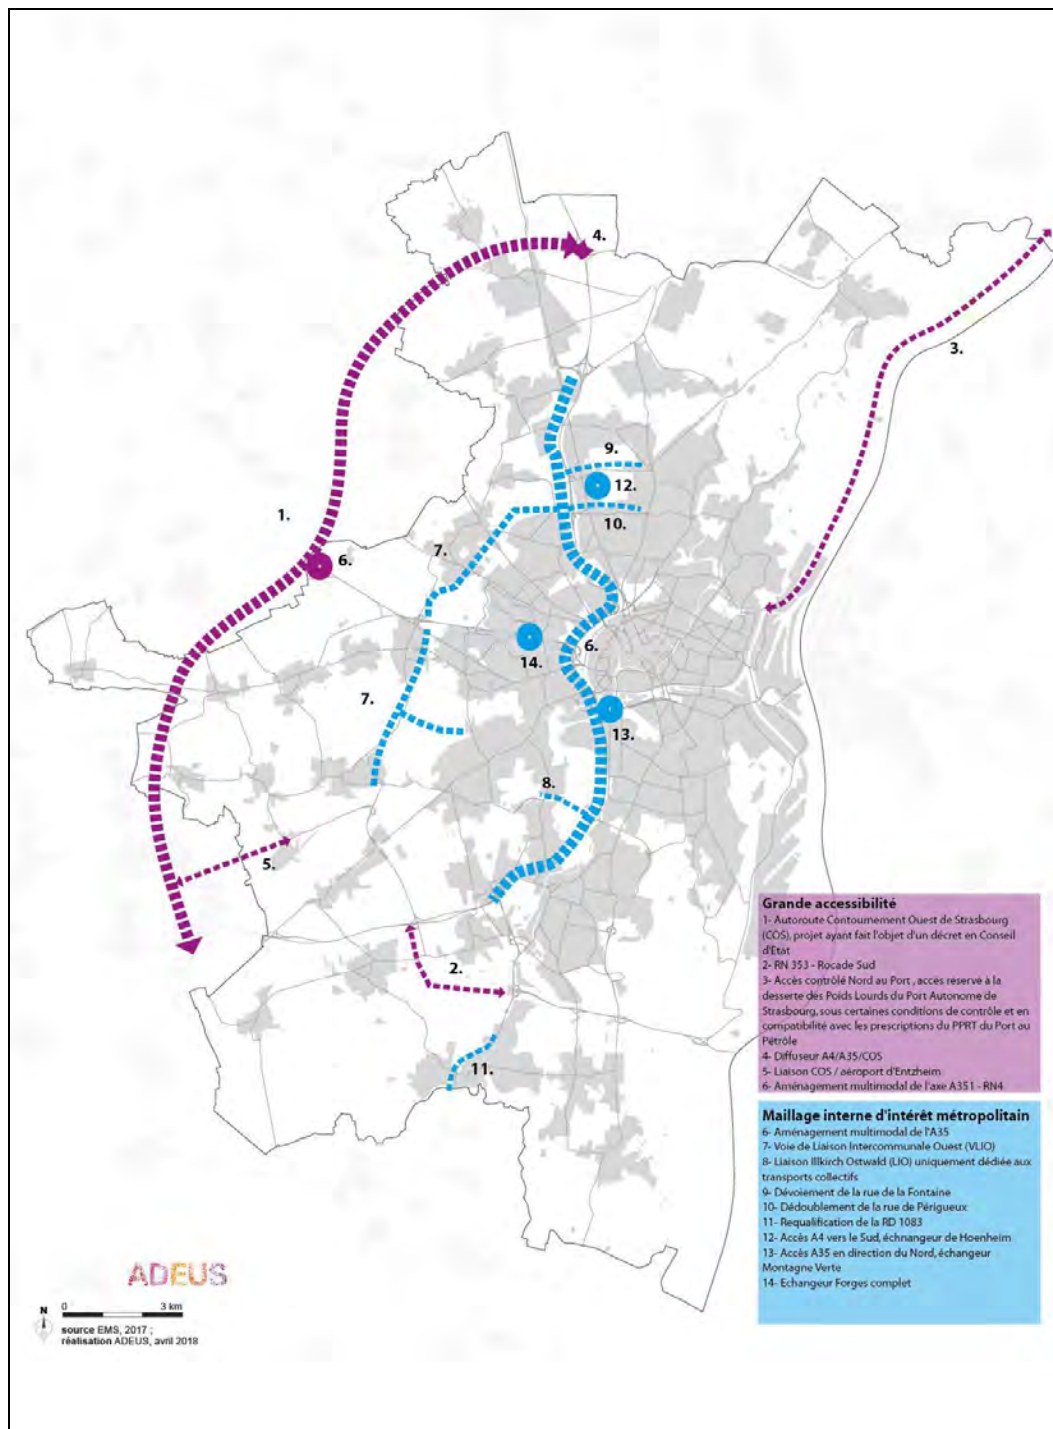 4.
3.
9.
12.
1.
10.
7.
6.
6.
14.
7.
13.
8.
5.
2.
11.
Grande accessibilité
1- Autoroute Contournement Ouest de Strasbourg
(COS), projet ayant fait l'objet d'un décret en Conseil
d'Etat
2- RN 353 - Rocade Sud
3- Accès contrôlé Nord au Port , accès réservé à la
desserte des Poids Lourds du Port Autonome de
Strasbourg, sous certaines conditions de contrôle et en
compatibilité avec les prescriptions du PPRT du Port au
Pétrôle
4- Diffuseur A4/A35/COS
5- Liaison COS / aéroport d'Entzheim
6- Aménagement multimodal de l'axe A351 - RN4
Maillage interne d'intérêt métropolitain
6- Aménagement multimodal de l'A35
7- Voie de Liaison Intercommunale Ouest (VLIO)
8- Liaison Illkirch Ostwald (LIO) uniquement dédiée aux
transports collectifs
9- Dévoiement de la rue de la Fontaine
10- Dédoublement de la rue de Périgueux
11- Requalification de la RD 1083
12- Accès A4 vers le Sud, échnangeur de Hoenheim
13- Accès A35 en direction du Nord, échangeur
Montagne Verte
14- Echangeur Forges complet
ADEUS
N
0 3 km
source EMS, 2017 ;
réalisation ADEUS, avril 2018